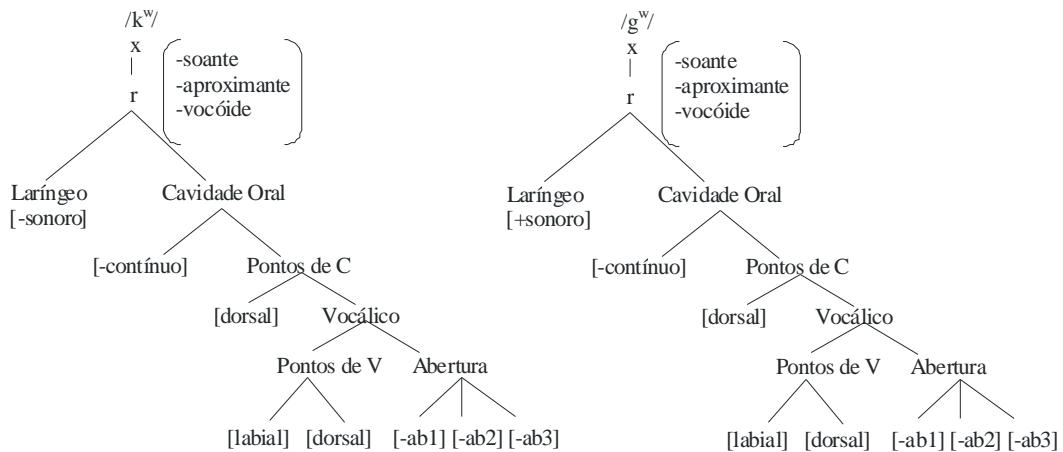 /kʷ/ /gʷ/
x x
-soante -soante
-aproximante -aproximante
r r
-vocóide -vocóide
Laríngeo Cavidade Oral Laríngeo Cavidade Oral
[-sonoro] [+sonoro]
[-contínuo] Pontos de C [-contínuo] Pontos de C
[dorsal] Vocálico [dorsal] Vocálico
Pontos de V Abertura Pontos de V Abertura
[labial] [dorsal] [-ab1] [-ab2] [-ab3] [labial] [dorsal] [-ab1] [-ab2] [-ab3]